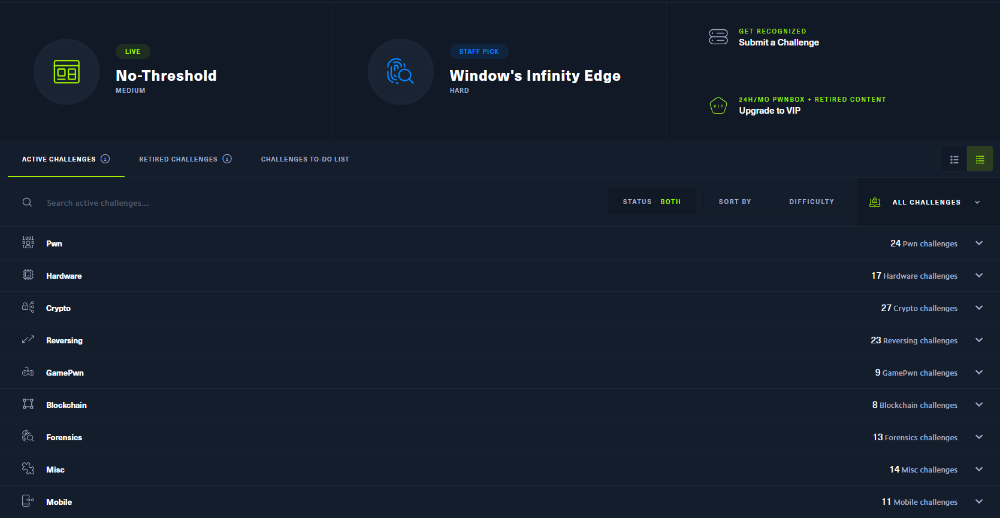 LIVE
No-Threshold
MEDIUM
STAFF PICK
Window's Infinity Edge
HARD
GET RECOGNIZED
Submit a Challenge
VIP
24H/MO PWNBOX + RETIRED CONTENT
Upgrade to VIP
ACTIVE CHALLENGES i RETIRED CHALLENGES i CHALLENGES TO-DO LIST
Search active challenges... STATUS · BOTH SORT BY DIFFICULTY ALL CHALLENGES
1001
Pwn 24 Pwn challenges
Hardware 17 Hardware challenges
Crypto 27 Crypto challenges
Reversing 23 Reversing challenges
GamePwn 9 GamePwn challenges
Blockchain 8 Blockchain challenges
Forensics 13 Forensics challenges
Misc 14 Misc challenges
Mobile 11 Mobile challenges